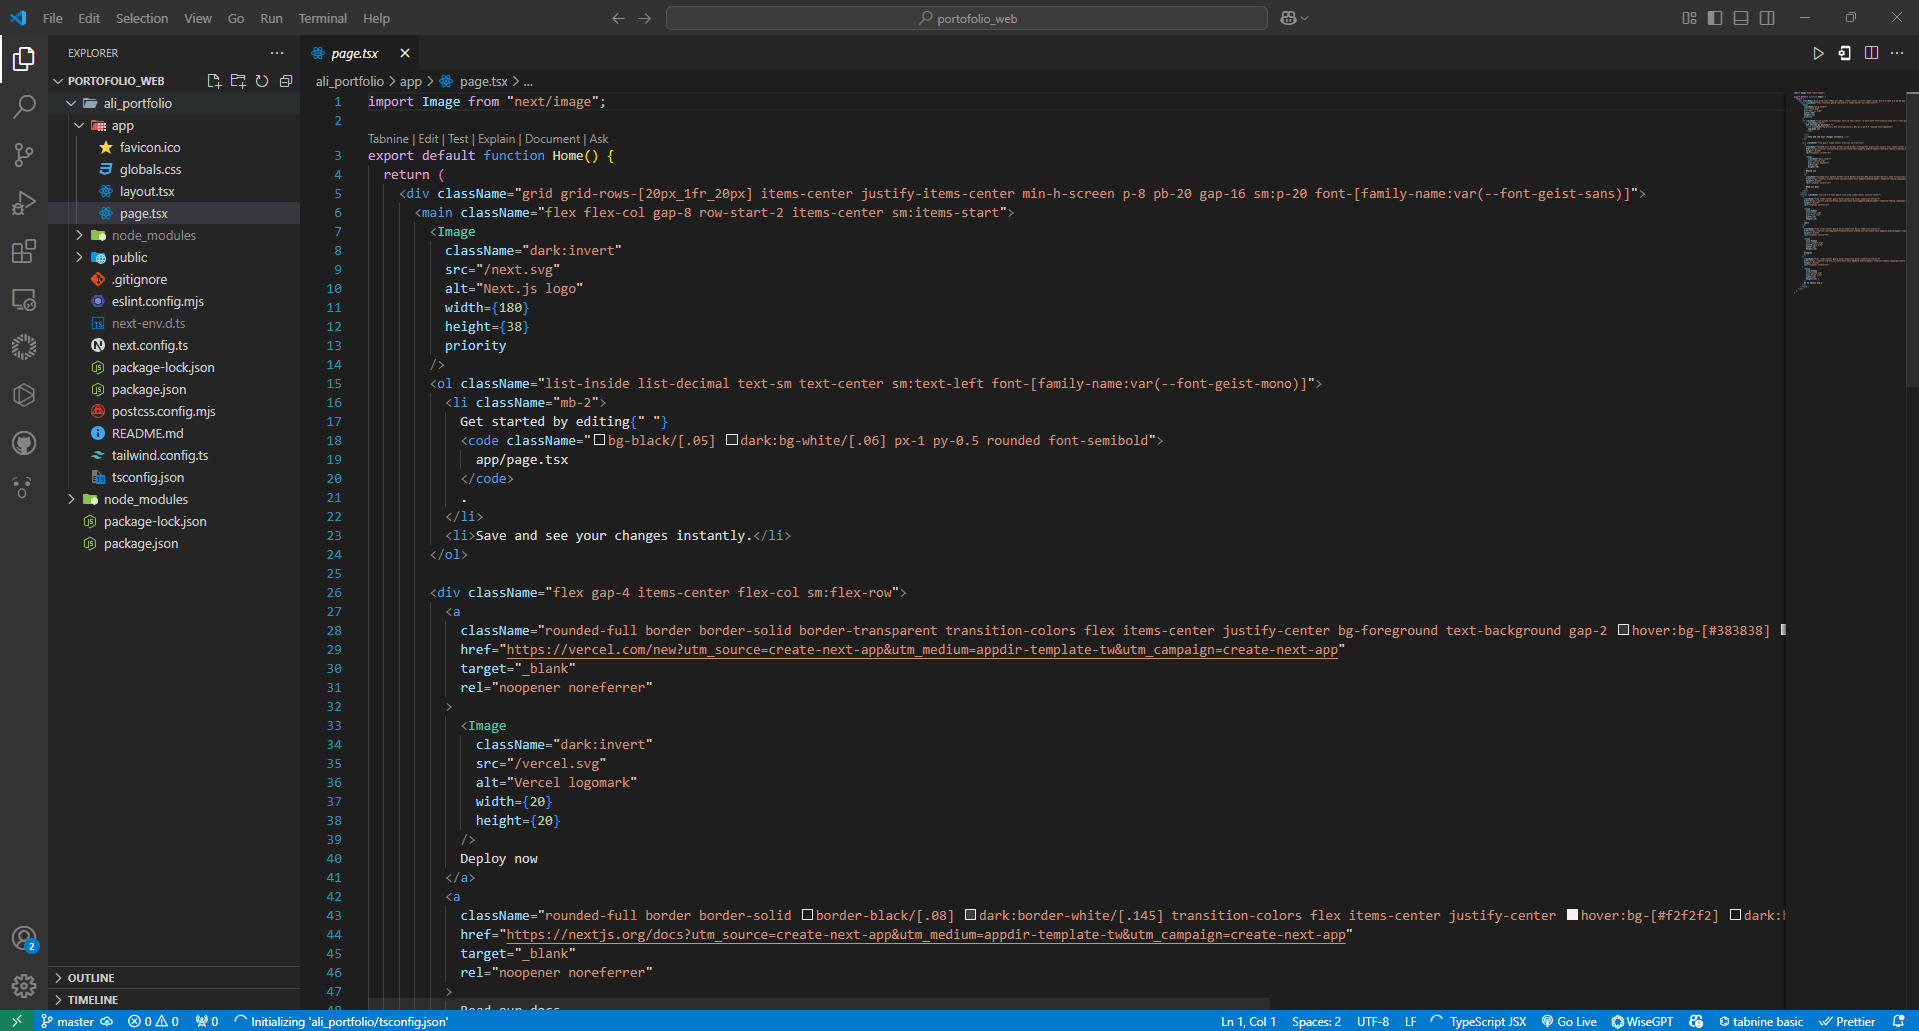 File Edit Selection View Go Run Terminal Help
portofolio_web
EXPLORER
PORTOFOLIO_WEB
ali_portfolio
app
favicon.ico
globals.css
layout.tsx
page.tsx
node_modules
public
.gitignore
eslint.config.mjs
next-env.d.ts
next.config.ts
package-lock.json
package.json
postcss.config.mjs
README.md
tailwind.config.ts
tsconfig.json
node_modules
package-lock.json
package.json
OUTLINE
TIMELINE
page.tsx
ali_portfolio > app > page.tsx > ...
1 import Image from "next/image";
2
Tabnine | Edit | Test | Explain | Document | Ask
3 export default function Home() {
4 return (
5 <div className="grid grid-rows-[20px_1fr_20px] items-center justify-items-center min-h-screen p-8 pb-20 gap-16 sm:p-20 font-[family-name:var(--font-geist-sans)]">
6 <main className="flex flex-col gap-8 row-start-2 items-center sm:items-start">
7 <Image
8 className="dark:invert"
9 src="/next.svg"
10 alt="Next.js logo"
11 width={180}
12 height={38}
13 priority
14 />
15 <ol className="list-inside list-decimal text-sm text-center sm:text-left font-[family-name:var(--font-geist-mono)]">
16 <li className="mb-2">
17 Get started by editing{" "}
18 <code className="bg-black/[.05] dark:bg-white/[.06] px-1 py-0.5 rounded font-semibold">
19 app/page.tsx
20 </code>
21 .
22 </li>
23 <li>Save and see your changes instantly.</li>
24 </ol>
25
26 <div className="flex gap-4 items-center flex-col sm:flex-row">
27 <a
28 className="rounded-full border border-solid border-transparent transition-colors flex items-center justify-center bg-foreground text-background gap-2 hover:bg-[#383838]
29 href="https://vercel.com/new?utm_source=create-next-app&utm_medium=appdir-template-tw&utm_campaign=create-next-app"
30 target="_blank"
31 rel="noopener noreferrer"
32 >
33 <Image
34 className="dark:invert"
35 src="/vercel.svg"
36 alt="Vercel logomark"
37 width={20}
38 height={20}
39 />
40 Deploy now
41 </a>
42 <a
43 className="rounded-full border border-solid border-black/[.08] dark:border-white/[.145] transition-colors flex items-center justify-center hover:bg-[#f2f2f2] dark:h
44 href="https://nextjs.org/docs?utm_source=create-next-app&utm_medium=appdir-template-tw&utm_campaign=create-next-app"
45 target="_blank"
46 rel="noopener noreferrer"
47 >
48 Read our docs
2
master 0 0 0 Initializing 'ali_portfolio/tsconfig.json' Ln 1, Col 1 Spaces: 2 UTF-8 LF TypeScript JSX Go Live WiseGPT tabnine basic Prettier